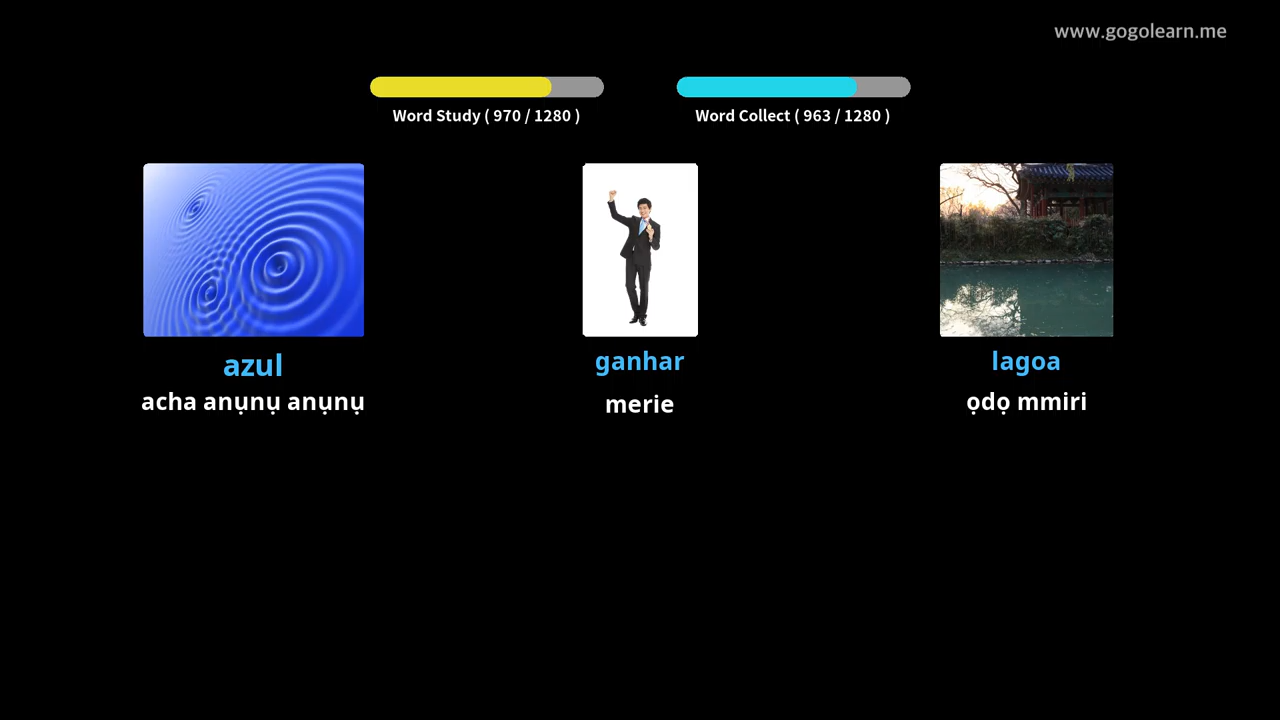 www.gogolearn.me
Word Study ( 970 / 1280 )
Word Collect ( 963 / 1280 )
azul
ganhar
lagoa
acha anụnụ anụnụ
merie
ọdọ mmiri